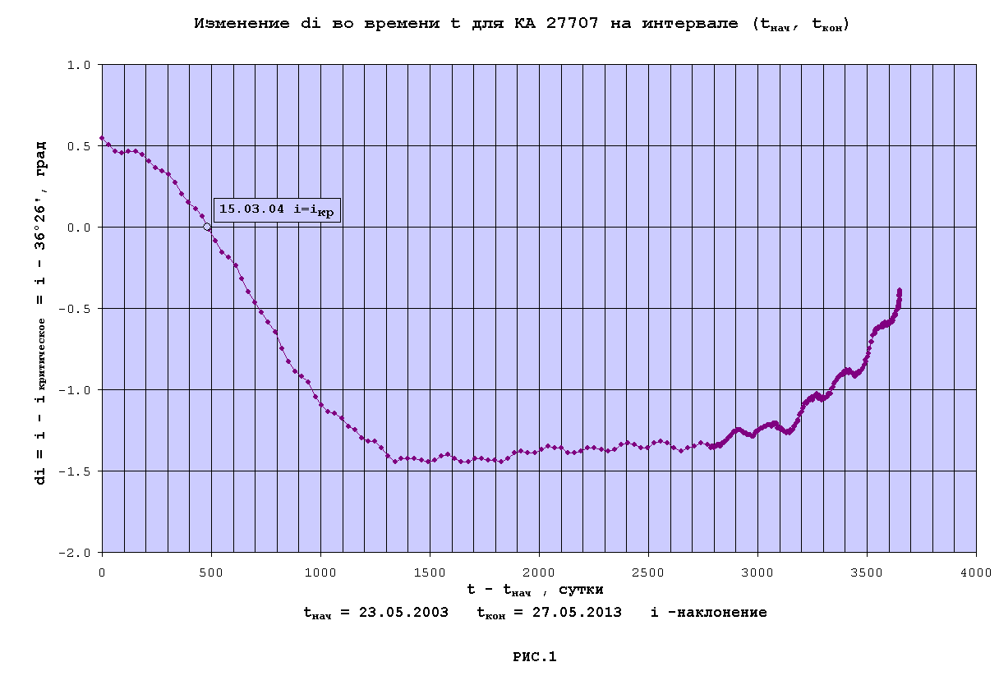 Изменение di во времени t для КА 27707 на интервале (tнач, tкон)
di = i - i критическое = i - 36°26', град
1.0
0.5
0.0
-0.5
-1.0
-1.5
-2.0
15.03.04 i=iкр
0 500 1000 1500 2000 2500 3000 3500 4000
t - tнач , сутки
tнач = 23.05.2003 tкон = 27.05.2013 i -наклонение
РИС.1